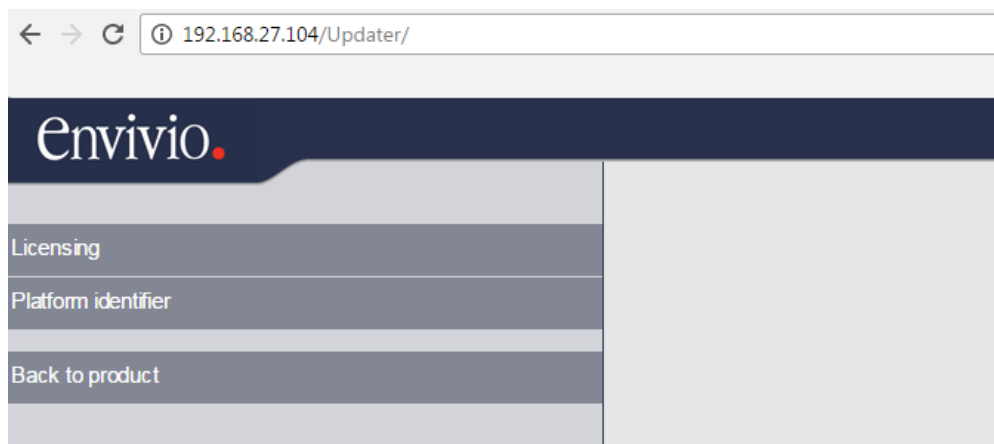 192.168.27.104/Updater/
envivio.
Licensing
Platform identifier
Back to product